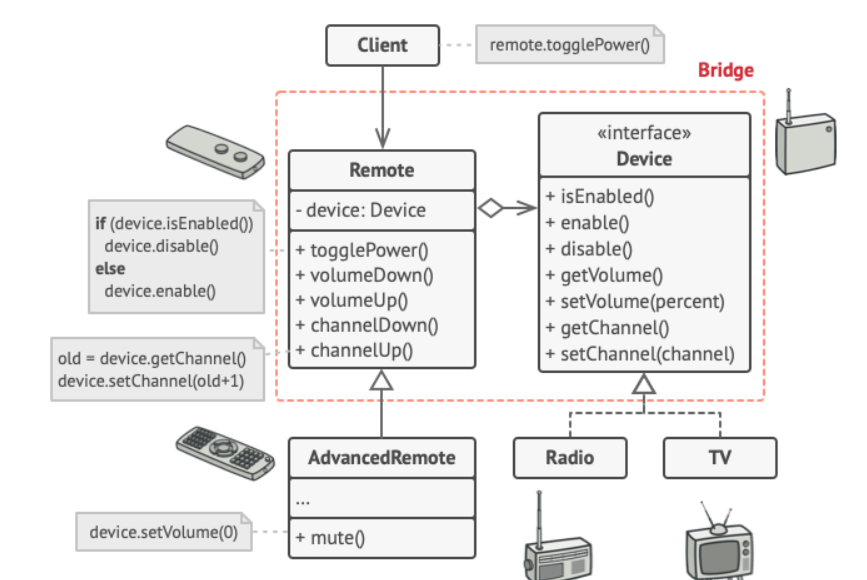 Client
remote.togglePower()
Bridge
«interface»
Device
Remote
- device: Device
+ togglePower()
+ volumeDown()
+ volumeUp()
+ channelDown()
+ channelUp()
+ isEnabled()
+ enable()
+ disable()
+ getVolume()
+ setVolume(percent)
+ getChannel()
+ setChannel(channel)
if (device.isEnabled())
device.disable()
else
device.enable()
old = device.getChannel()
device.setChannel(old+1)
AdvancedRemote
...
+ mute()
device.setVolume(0)
Radio
TV